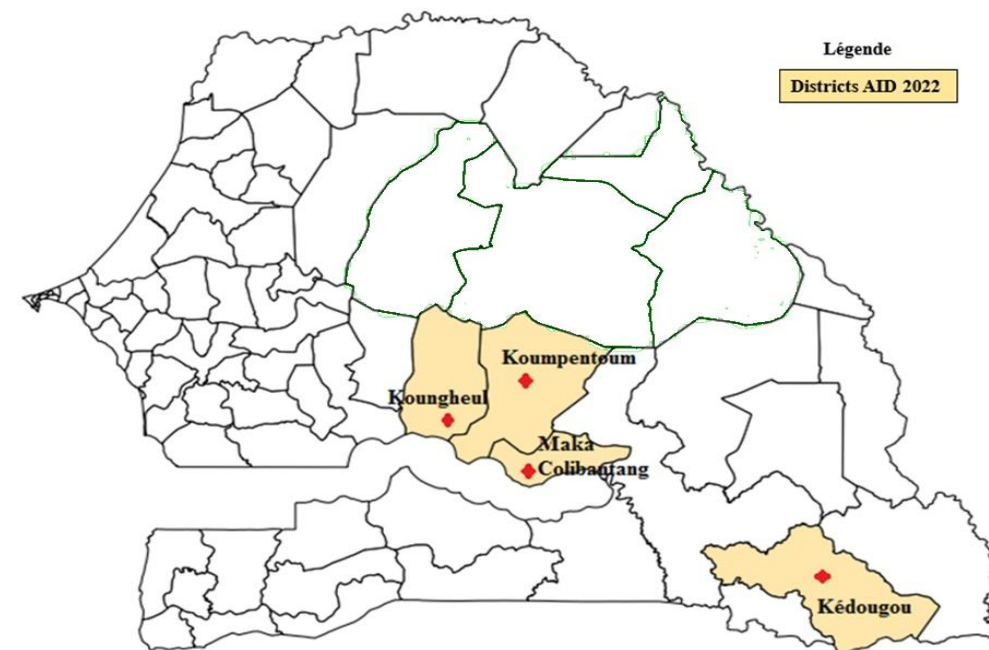 Légende
Districts AID 2022
Koumpentoum
Koungheul
Maka
Colibantang
Kédougou